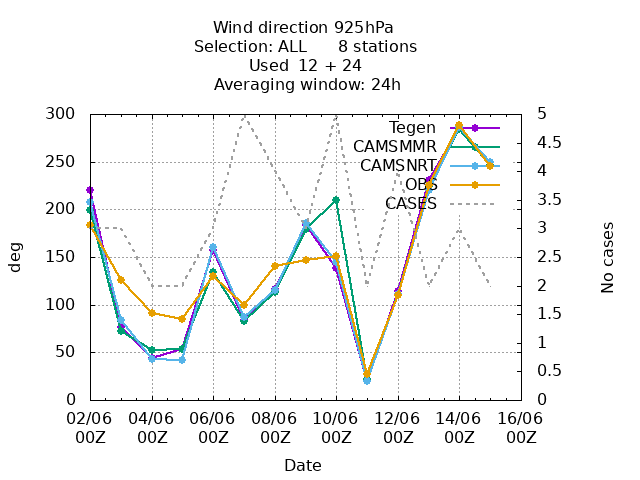 Wind direction 925hPa
Selection: ALL 8 stations
Used 12 + 24
Averaging window: 24h
300
250
200
150
100
50
0
deg
Tegen
CAMSMMR
CAMSNRT
OBS
CASES
5
4.5
4
3.5
3
2.5
2
1.5
1
0.5
0
No cases
02/06 04/06 06/06 08/06 10/06 12/06 14/06 16/06
00Z 00Z 00Z 00Z 00Z 00Z 00Z 00Z
Date